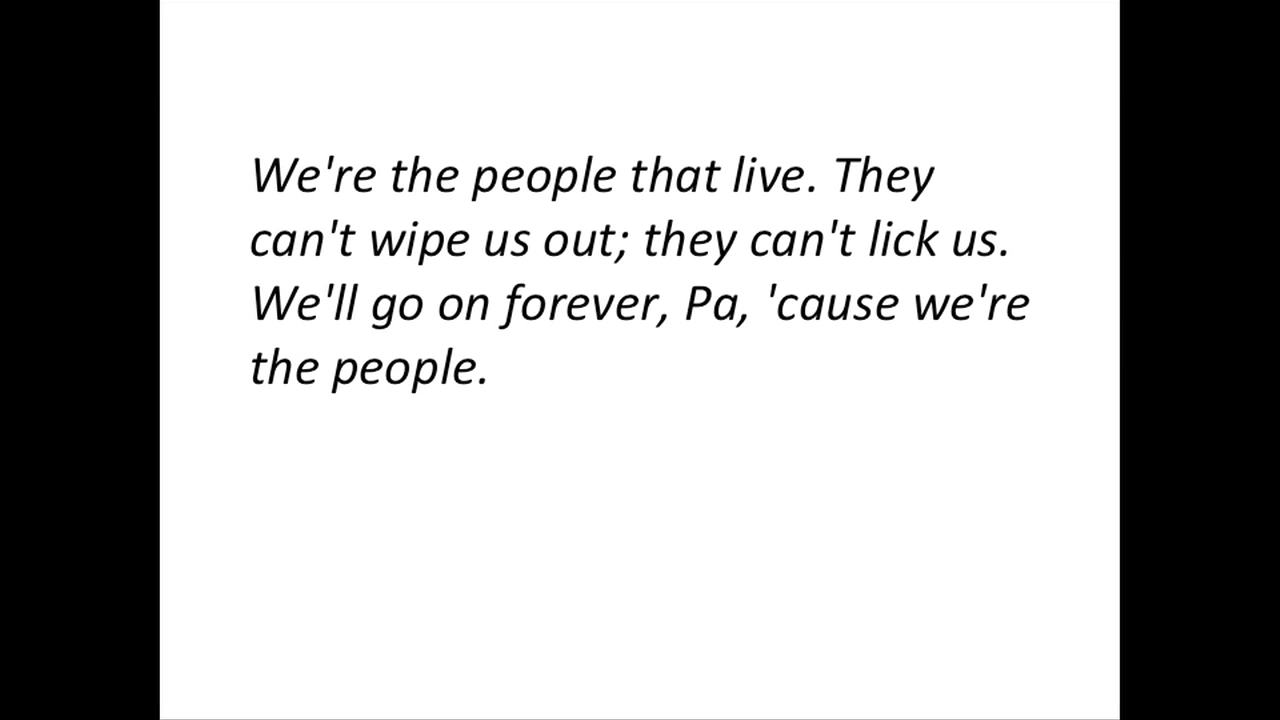 We're the people that live. They
can't wipe us out; they can't lick us.
We'll go on forever, Pa, 'cause we're
the people.